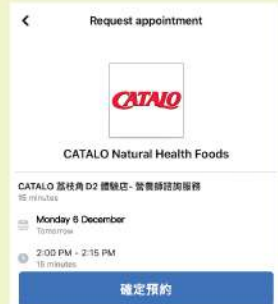 Request appointment
CATALO
CATALO Natural Health Foods
CATALO 荔枝角 D2 體驗店- 營養師諮詢服務
15 minutes
Monday 6 December
Tomorrow
2:00 PM - 2:15 PM
15 minutes
確定預約